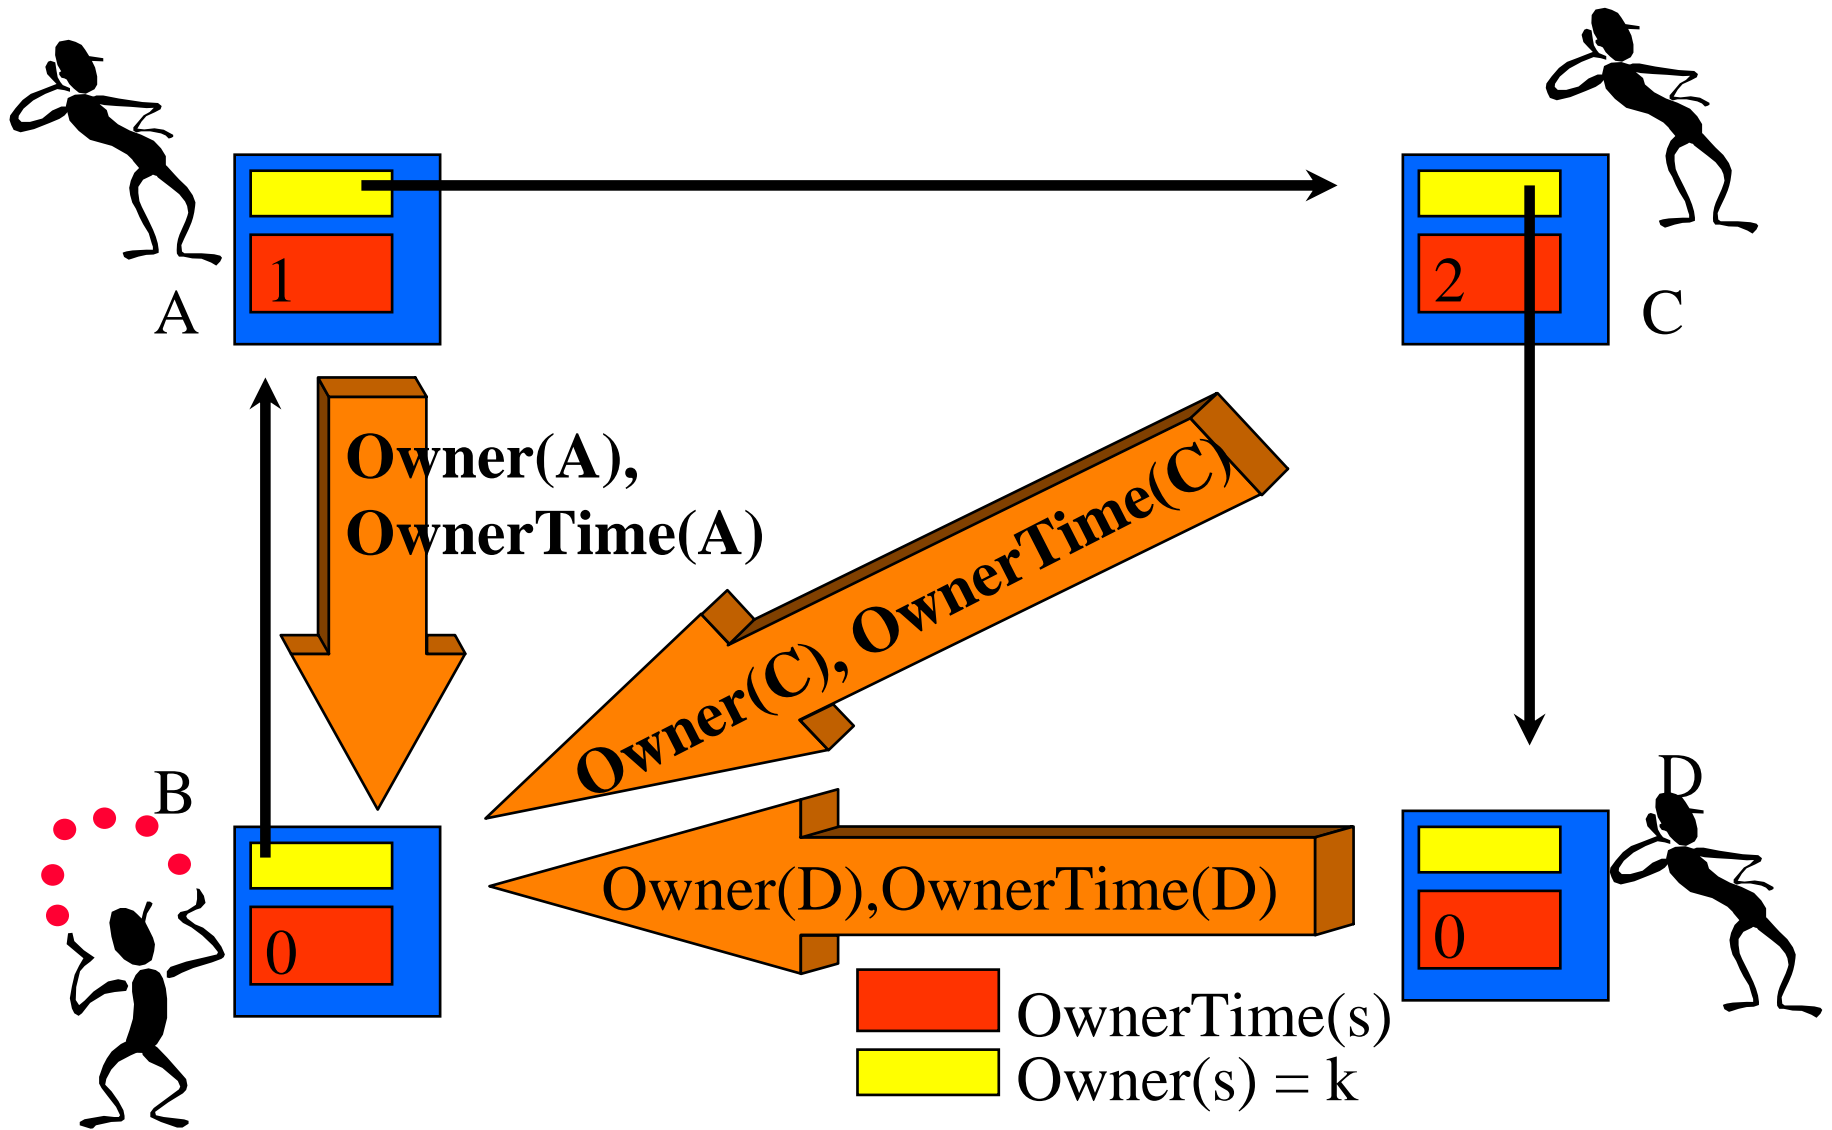 1
2
A
C
Owner(A),
OwnerTime(A)
Owner(C), OwnerTime(C)
B
D
Owner(D),OwnerTime(D)
0
0
OwnerTime(s)
Owner(s) = k